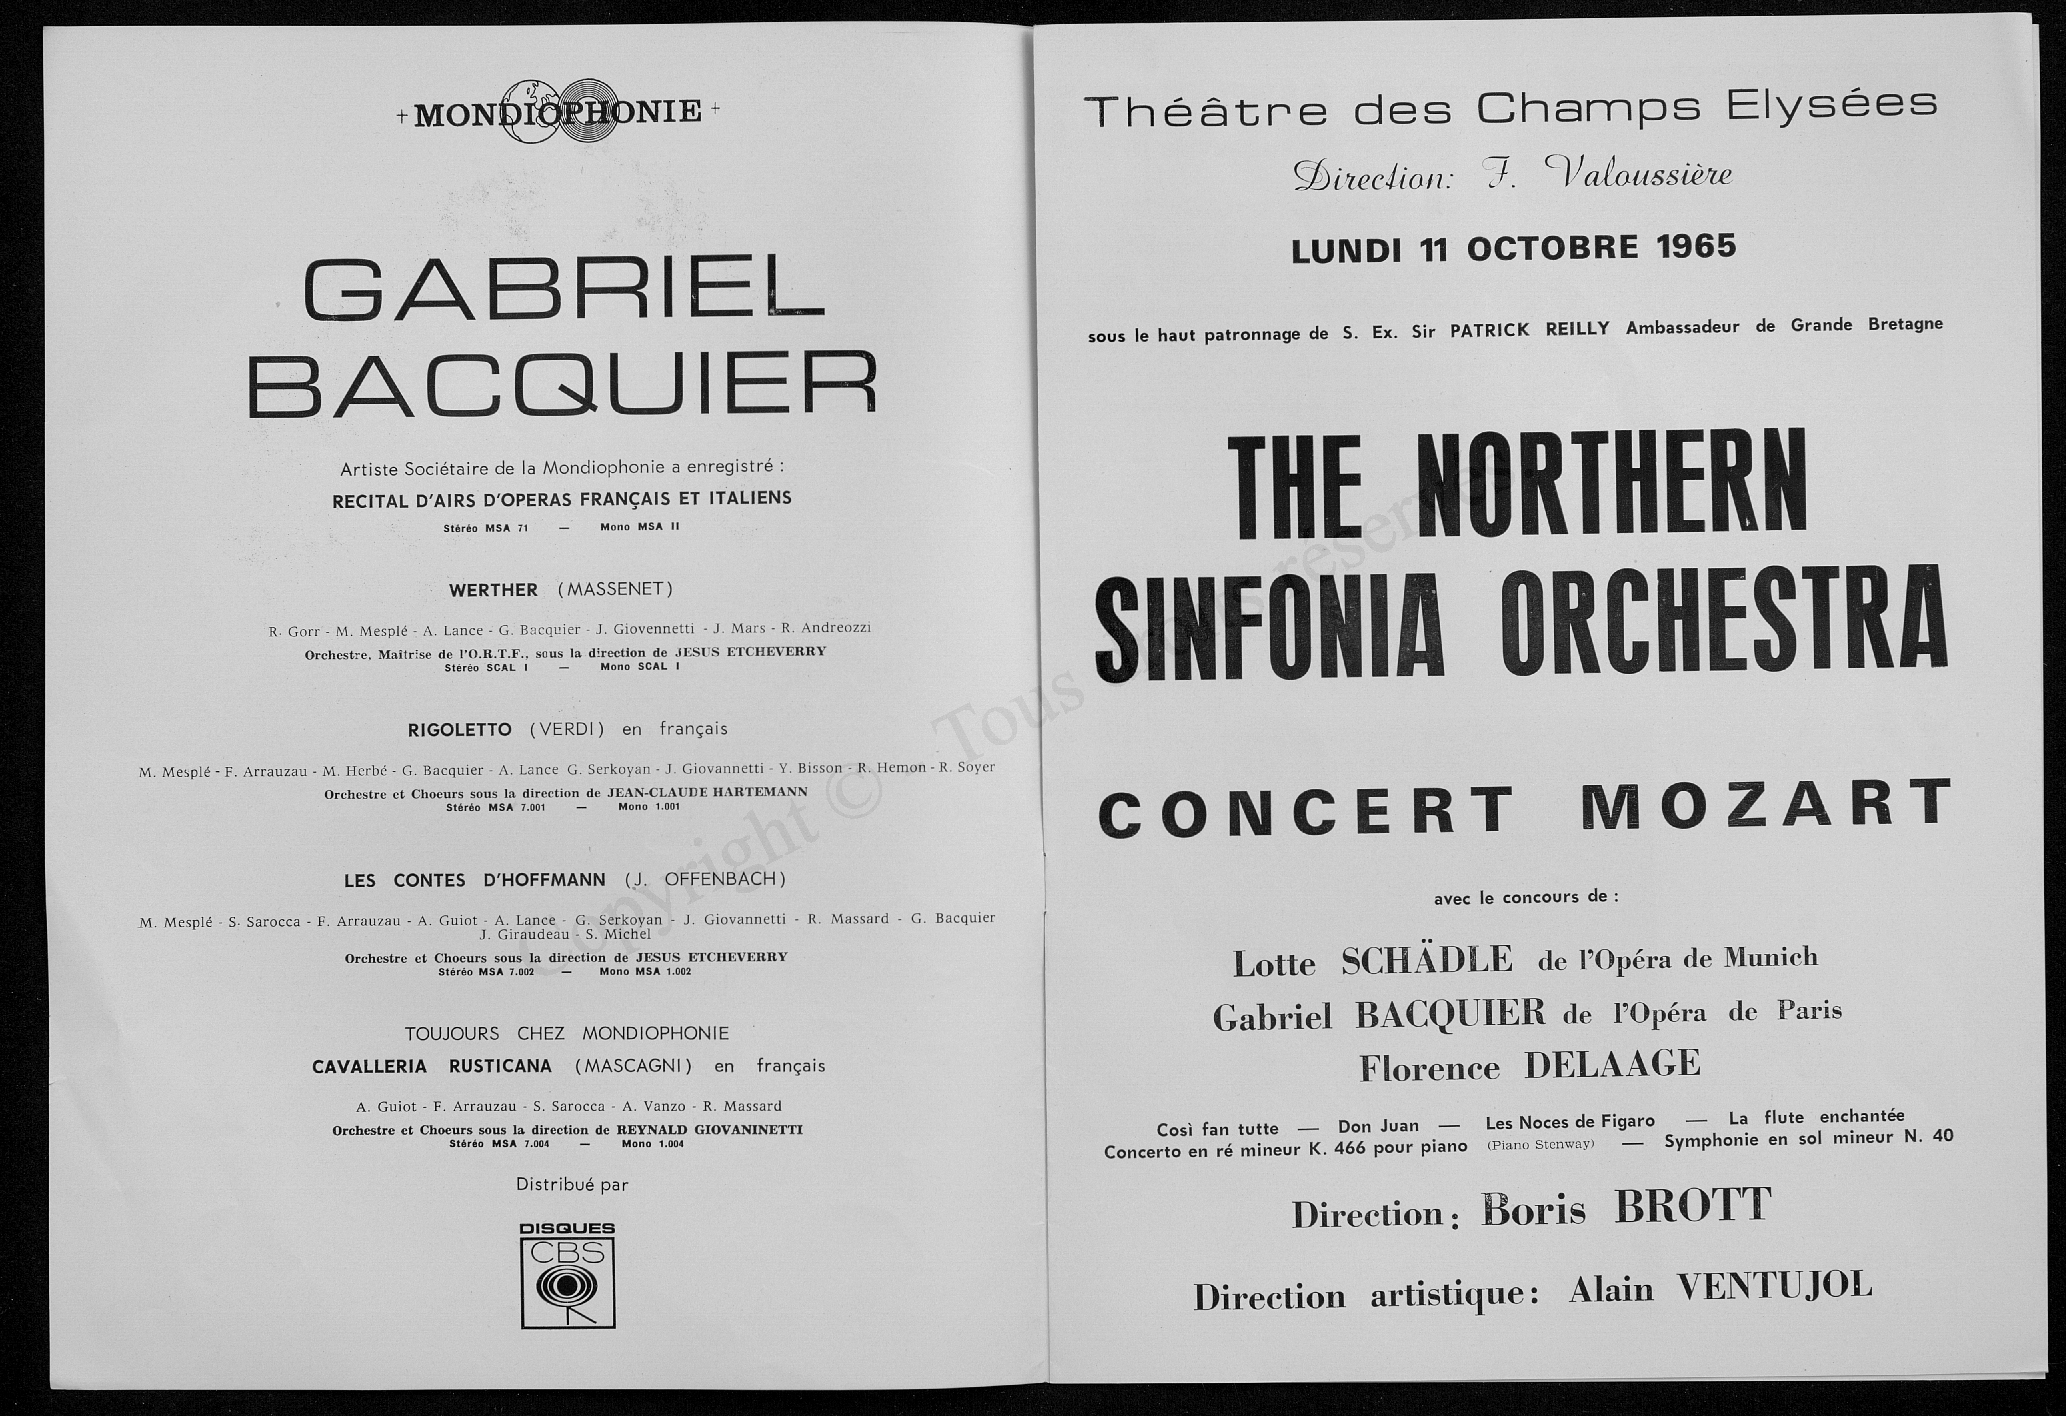 + MONDIOPHONIE +
GABRIEL
BACQUIER
Artiste Sociétaire de la Mondiophonie a enregistré :
RECITAL D'AIRS D'OPERAS FRANÇAIS ET ITALIENS
Stéréo MSA 71 — Mono MSA II
WERTHER (MASSENET)
R. Gorr - M. Mesplé - A. Lance - G. Bacquier - J. Giovennetti - J. Mars - R. Andreozzi
Orchestre, Maîtrise de l'O.R.T.F., sous la direction de JESUS ETCHEVERRY
Stéréo SCAL I — Mono SCAL I
RIGOLETTO (VERDI) en français
M. Mesplé - F. Arrauzau - M. Herbé - G. Bacquier - A. Lance G. Serkoyan - J. Giovannetti - Y. Bisson - R. Hemon - R. Soyer
Orchestre et Choeurs sous la direction de JEAN-CLAUDE HARTEMANN
Stéréo MSA 7.001 — Mono 1.001
LES CONTES D'HOFFMANN (J. OFFENBACH)
M. Mesplé - S. Sarocca - F. Arrauzau - A. Guiot - A. Lance - G. Serkoyan - J. Giovannetti - R. Massard - G. Bacquier
J. Giraudeau - S. Michel
Orchestre et Choeurs sous la direction de JESUS ETCHEVERRY
Stéréo MSA 7.002 — Mono MSA 1.002
TOUJOURS CHEZ MONDIOPHONIE
CAVALLERIA RUSTICANA (MASCAGNI) en français
A. Guiot - F. Arrauzau - S. Sarocca - A. Vanzo - R. Massard
Orchestre et Choeurs sous la direction de REYNALD GIOVANINETTI
Stéréo MSA 7.004 — Mono 1.004
Distribué par
DISQUES
CBS
Théâtre des Champs Elysées
Direction: F. Valoussière
LUNDI 11 OCTOBRE 1965
sous le haut patronnage de S. Ex. Sir PATRICK REILLY Ambassadeur de Grande Bretagne
THE NORTHERN
SINFONIA ORCHESTRA
CONCERT MOZART
avec le concours de :
Lotte SCHÄDLE de l'Opéra de Munich
Gabriel BACQUIER de l'Opéra de Paris
Florence DELAAGE
Così fan tutte — Don Juan — Les Noces de Figaro — La flute enchantée
Concerto en ré mineur K. 466 pour piano (Piano Stenway) — Symphonie en sol mineur N. 40
Direction: Boris BROTT
Direction artistique: Alain VENTUJOL
Copyright © - Tous droits réservés